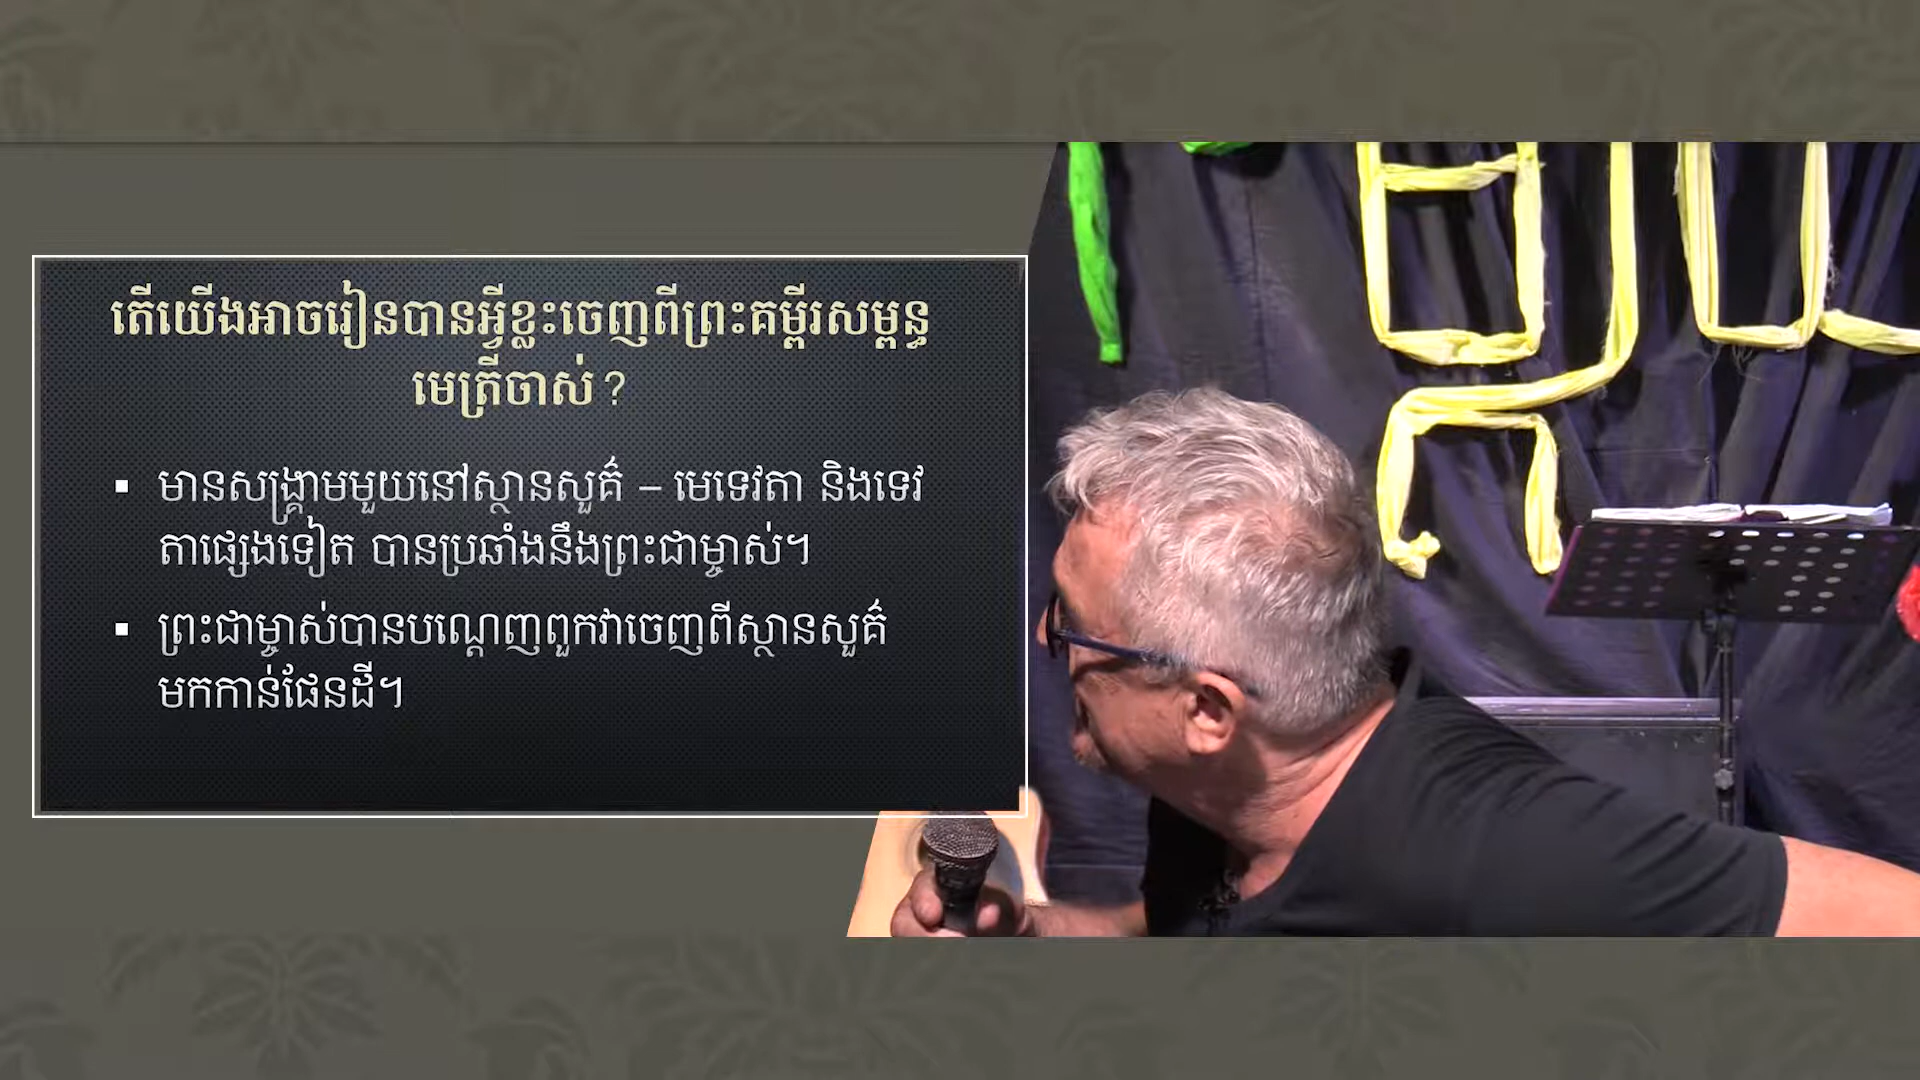 តើយើងអាចរៀនបានអ្វីខ្លះចេញពីព្រះគម្ពីរសម្ពន្ធ
មេត្រីចាស់ ?
▪ មានសង្គ្រាមមួយនៅស្ថានសួគ៌ – មេទេវតា និងទេវ
តាផ្សេងទៀត បានប្រឆាំងនឹងព្រះជាម្ចាស់។
▪ ព្រះជាម្ចាស់បានបណ្តេញពួកវាចេញពីស្ថានសួគ៌
មកកាន់ផែនដី។